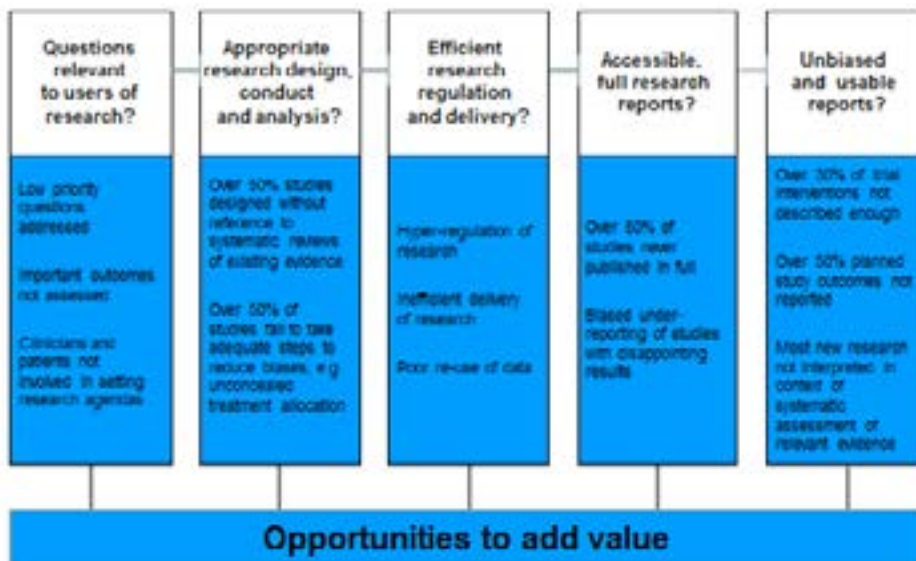 Questions
relevant
to users of
research?
Low priority
questions
addressed
Important outcomes
not assessed
Clinicians and
patients not
involved in setting
research agendas
Appropriate
research design,
conduct
and analysis?
Over 50% studies
designed without
reference to
systematic reviews
of existing evidence
Over 50% of
studies fail to take
adequate steps to
reduce biases, e.g
unconcealed
treatment allocation
Efficient
research
regulation
and delivery?
Hyper-regulation of
research
Inefficient delivery
of research
Poor re-use of data
Accessible,
full research
reports?
Over 50% of
studies never
published in full
Biased under-
reporting of studies
with disappointing
results
Unbiased
and usable
reports?
Over 30% of trial
interventions not
described enough
Over 50% planned
study outcomes not
reported
Most new research
not interpreted in
context of
systematic
assessment of
relevant evidence
Opportunities to add value